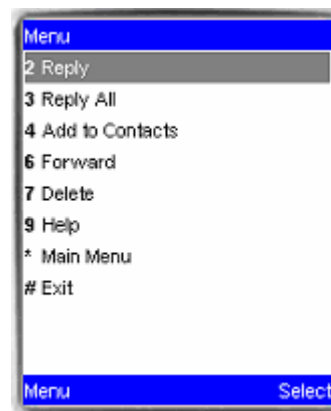 Menu
2 Reply
3 Reply All
4 Add to Contacts
6 Forward
7 Delete
9 Help
* Main Menu
# Exit
Menu Select